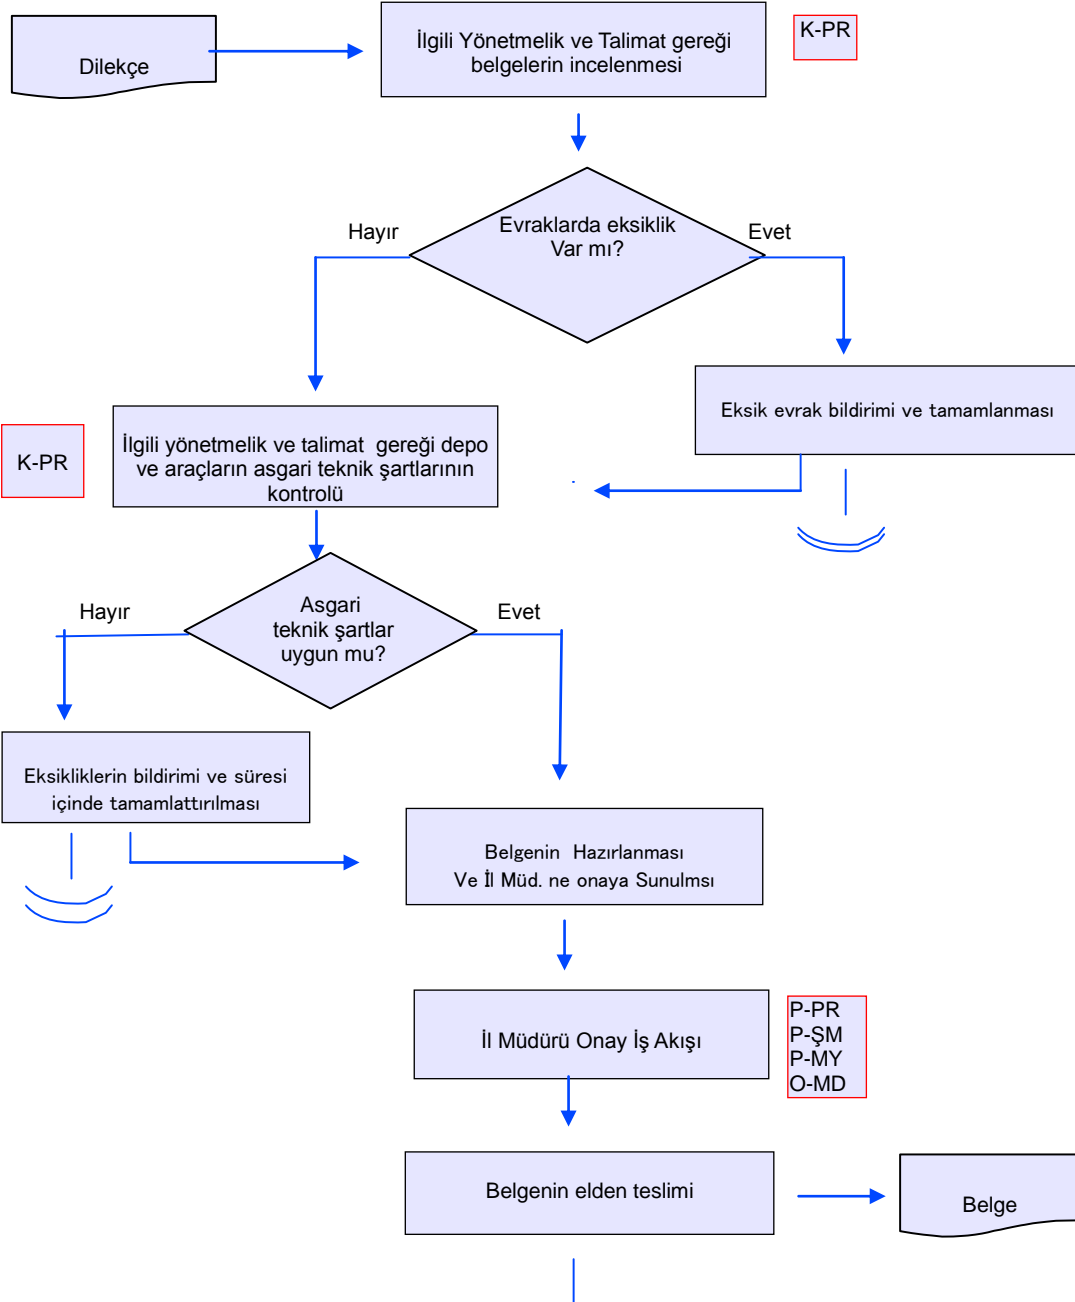 Dilekçe
İlgili Yönetmelik ve Talimat gereği
belgelerin incelenmesi
K-PR
Evraklarda eksiklik
Var mı?
Hayır
Evet
Eksik evrak bildirimi ve tamamlanması
K-PR
İlgili yönetmelik ve talimat  gereği depo
ve araçların asgari teknik şartlarının
kontrolü
Hayır
Asgari
teknik şartlar
uygun mu?
Evet
Eksikliklerin bildirimi ve süresi
içinde tamamlattırılması
Belgenin  Hazırlanması
Ve İl Müd. ne onaya Sunulmsı
İl Müdürü Onay İş Akışı
P-PR
P-ŞM
P-MY
O-MD
Belgenin elden teslimi
Belge